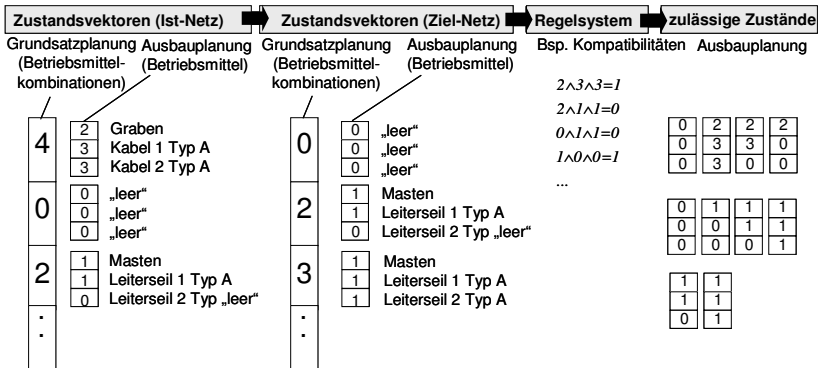 Zustandsvektoren (Ist-Netz)
Zustandsvektoren (Ziel-Netz)
Regelsystem
zulässige Zustände
Grundsatzplanung
(Betriebsmittel-
kombinationen)
Ausbauplanung
(Betriebsmittel)
Grundsatzplanung
(Betriebsmittel-
kombinationen)
Ausbauplanung
(Betriebsmittel)
Bsp. Kompatibilitäten
Ausbauplanung
4
2 Graben
3 Kabel 1 Typ A
3 Kabel 2 Typ A
0
0 „leer“
0 „leer“
0 „leer“
2
1 Masten
1 Leiterseil 1 Typ A
0 Leiterseil 2 Typ „leer“
:
0
0 „leer“
0 „leer“
0 „leer“
2
1 Masten
1 Leiterseil 1 Typ A
0 Leiterseil 2 Typ „leer“
3
1 Masten
1 Leiterseil 1 Typ A
1 Leiterseil 2 Typ A
:
2∧3∧3=1
2∧1∧1=0
0∧1∧1=0
1∧0∧0=1
...
0 2 2 2
0 3 3 0
0 3 0 0
0 1 1 1
0 0 1 1
0 0 0 1
1 1
1 1
0 1